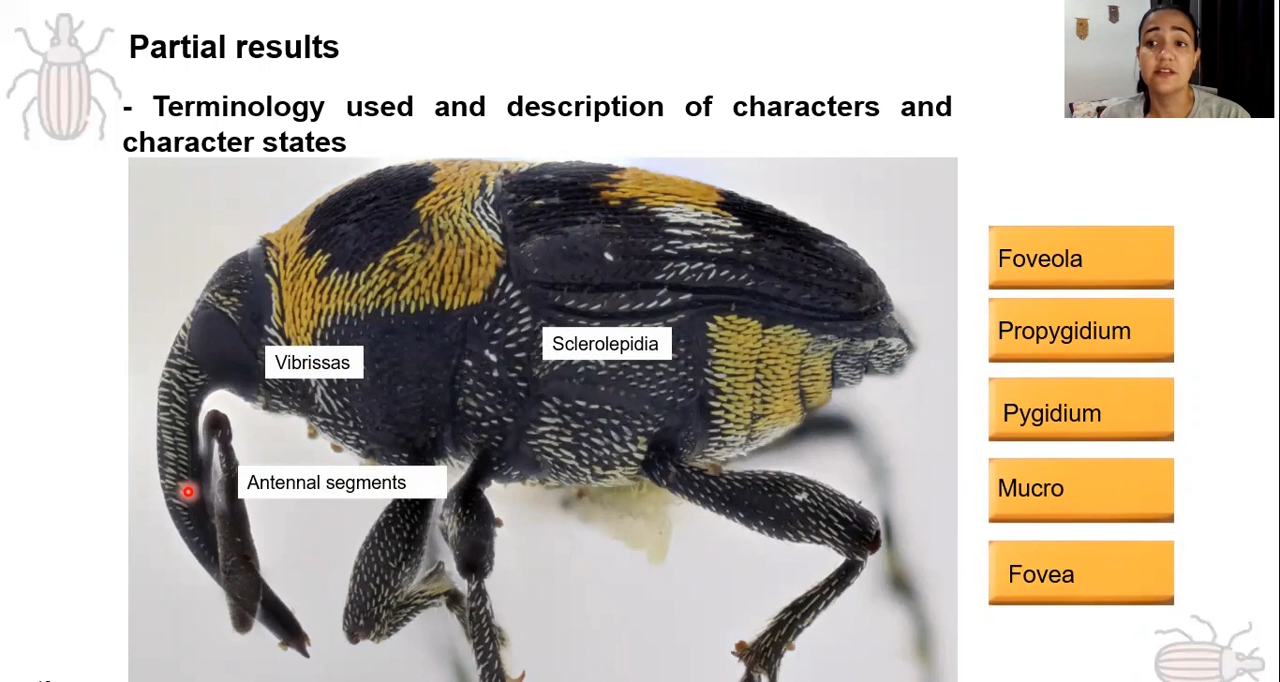 Partial results
- Terminology used and description of characters and
character states
Foveola
Propygidium
Sclerolepidia
Vibrissas
Pygidium
Antennal segments
Mucro
Fovea